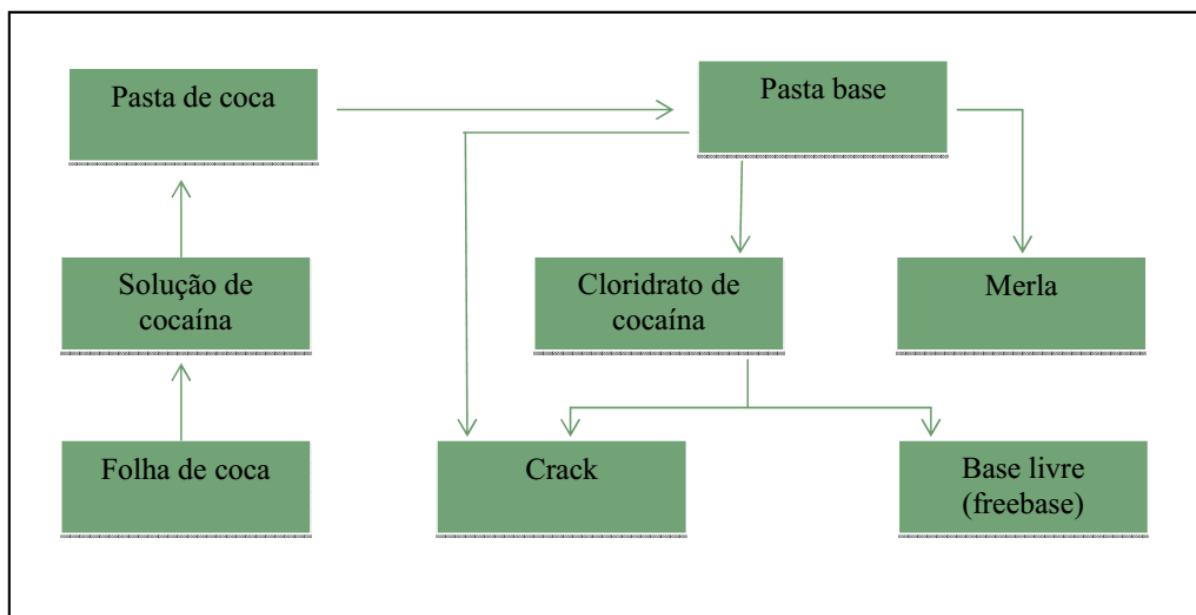 Pasta de coca
Pasta base
Solução de
cocaína
Cloridrato de
cocaína
Merla
Folha de coca
Crack
Base livre
(freebase)